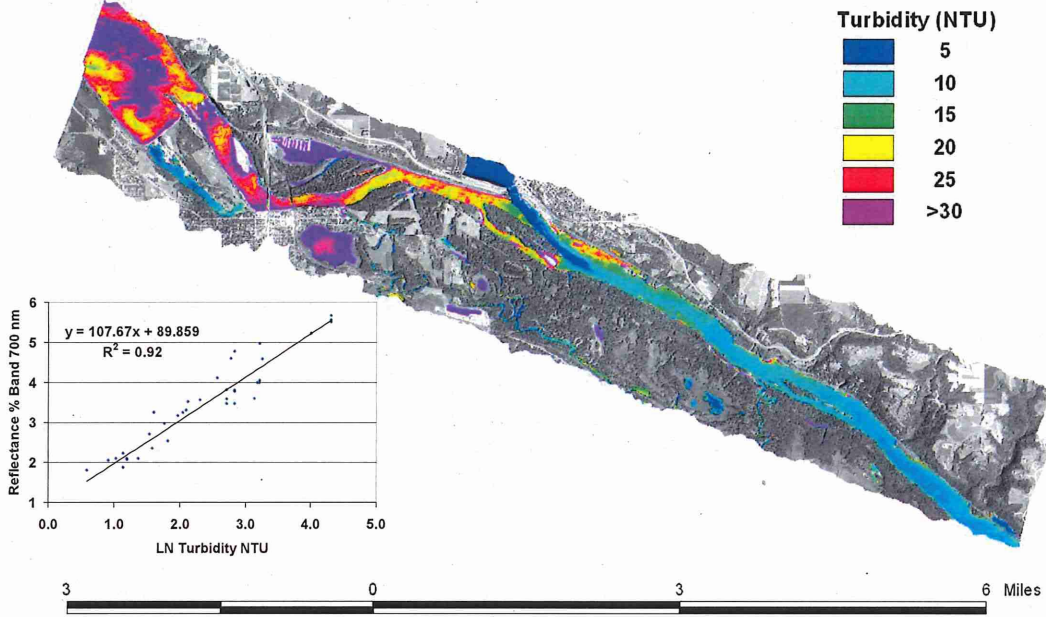 Turbidity (NTU)
5
10
15
20
25
>30
6
5
4
3
2
1
y = 107.67x + 89.859
R² = 0.92
Reflectance % Band 700 nm
0.0 1.0 2.0 3.0 4.0 5.0
LN Turbidity NTU
3 0 3 6 Miles